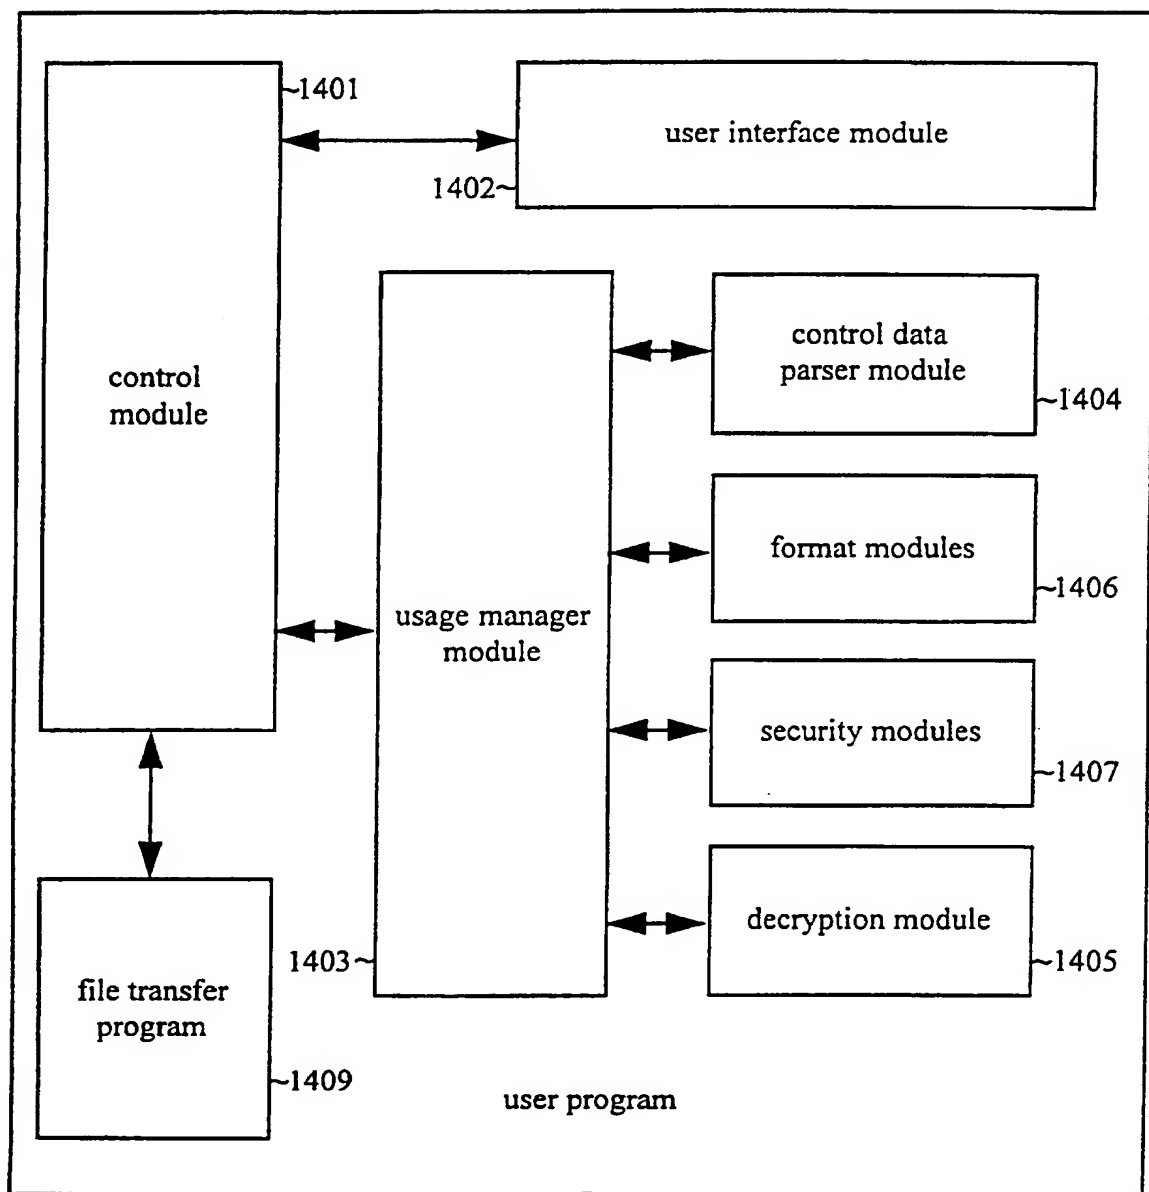 1401
user interface module
1402
control
module
control data
parser module
1404
format modules
1406
usage manager
module
security modules
1407
decryption module
1403
1405
file transfer
program
1409
user program